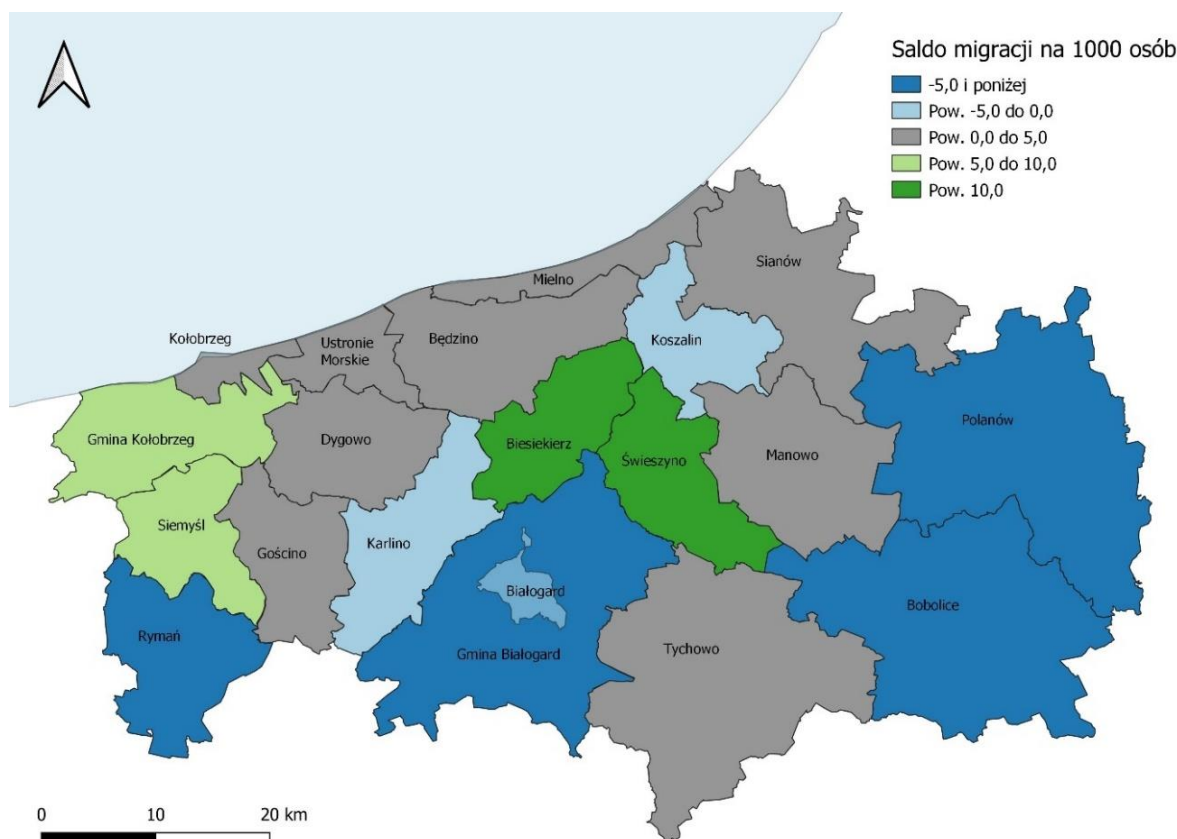 Saldo migracji na 1000 osób
-5,0 i poniżej
Pow. -5,0 do 0,0
Pow. 0,0 do 5,0
Pow. 5,0 do 10,0
Pow. 10,0
Sianów
Mielno
Kołobrzeg
Ustronie
Morskie
Będzino
Koszalin
Polanów
Gmina Kołobrzeg
Dygowo
Biesiekierz
Świeszyno
Manowo
Siemyśl
Gościno
Karlino
Białogard
Bobolice
Rymań
Gmina Białogard
Tychowo
0 10 20 km